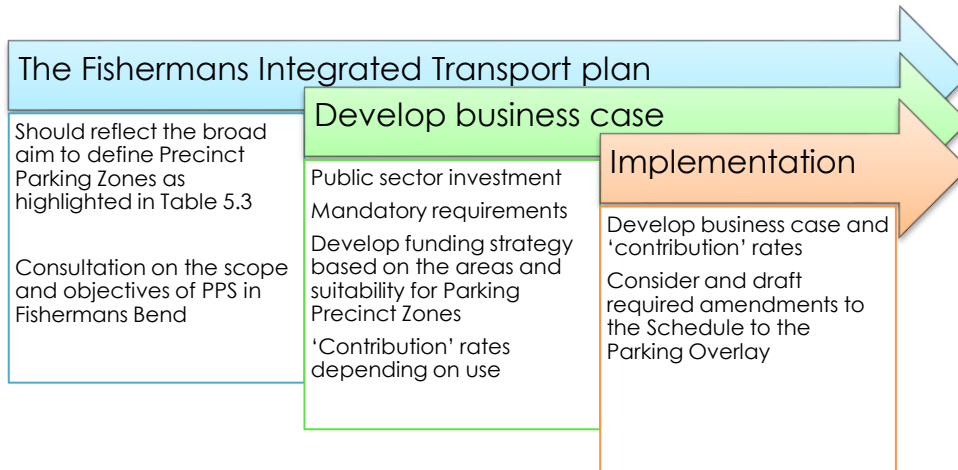 The Fishermans Integrated Transport plan
Should reflect the broad
aim to define Precinct
Parking Zones as
highlighted in Table 5.3
Consultation on the scope
and objectives of PPS in
Fishermans Bend
Develop business case
Public sector investment
Mandatory requirements
Develop funding strategy
based on the areas and
suitability for Parking
Precinct Zones
‘Contribution’ rates
depending on use
Implementation
Develop business case and
‘contribution’ rates
Consider and draft
required amendments to
the Schedule to the
Parking Overlay